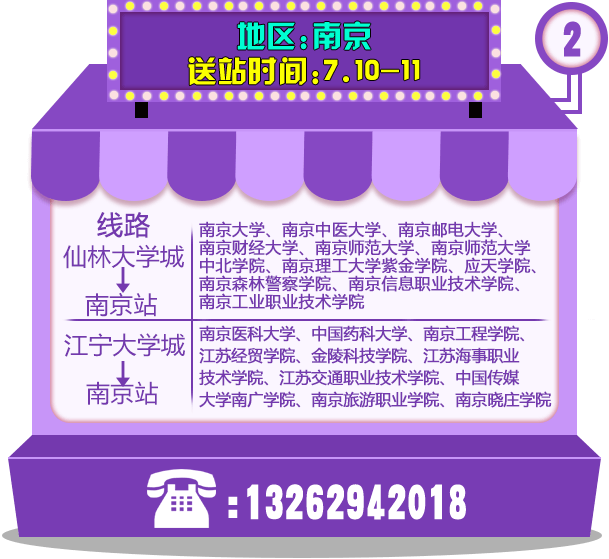 地区:南京
送站时间:7.10-11
2
线路
仙林大学城
南京站
南京大学、南京中医大学、南京邮电大学、
南京财经大学、南京师范大学、南京师范大学
中北学院、南京理工大学紫金学院、应天学院、
南京森林警察学院、南京信息职业技术学院、
南京工业职业技术学院
江宁大学城
南京站
南京医科大学、中国药科大学、南京工程学院、
江苏经贸学院、金陵科技学院、江苏海事职业
技术学院、江苏交通职业技术学院、中国传媒
大学南广学院、南京旅游职业学院、南京晓庄学院
:13262942018